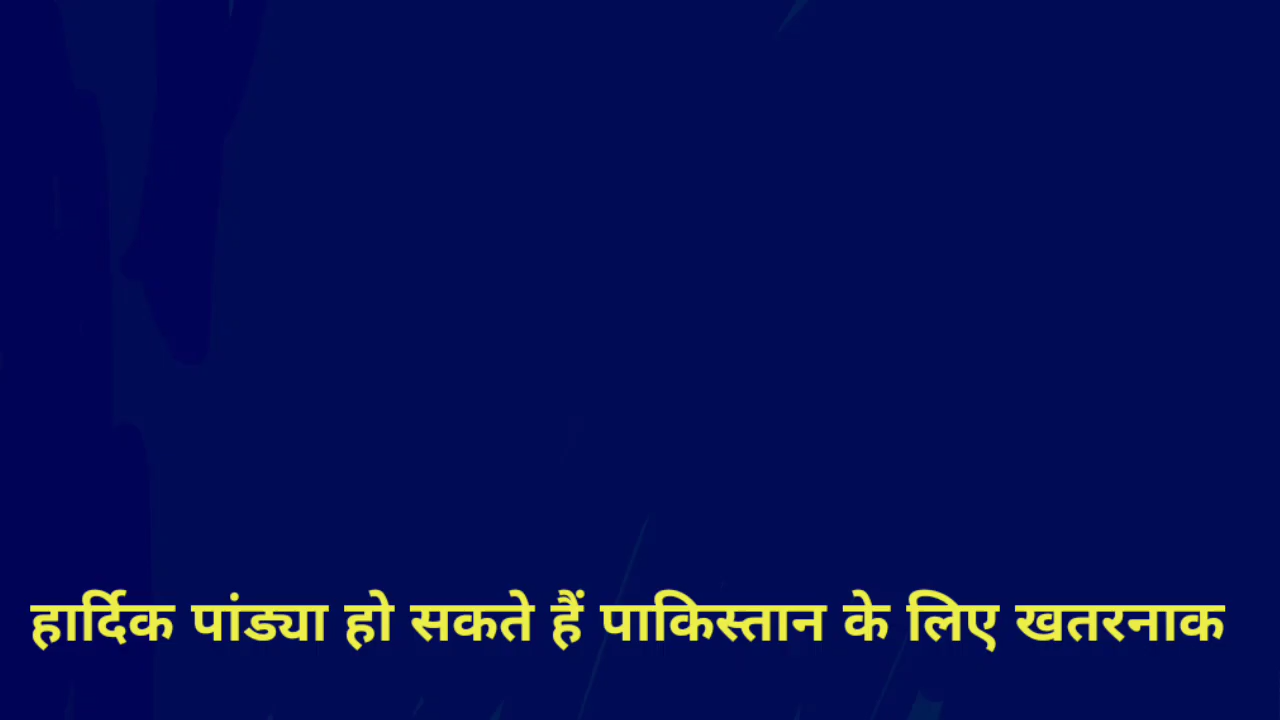 हार्दिक पांड्या हो सकते हैं पाकिस्तान के लिए खतरनाक